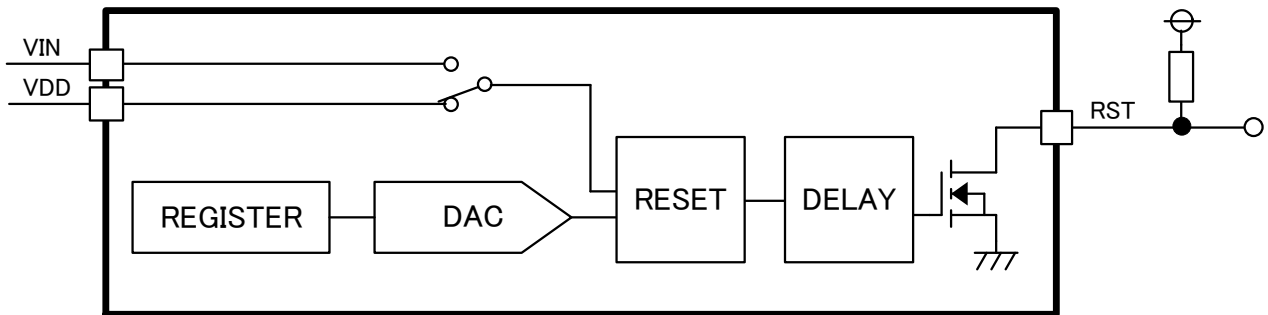 VIN
VDD
RST
REGISTER
DAC
RESET
DELAY